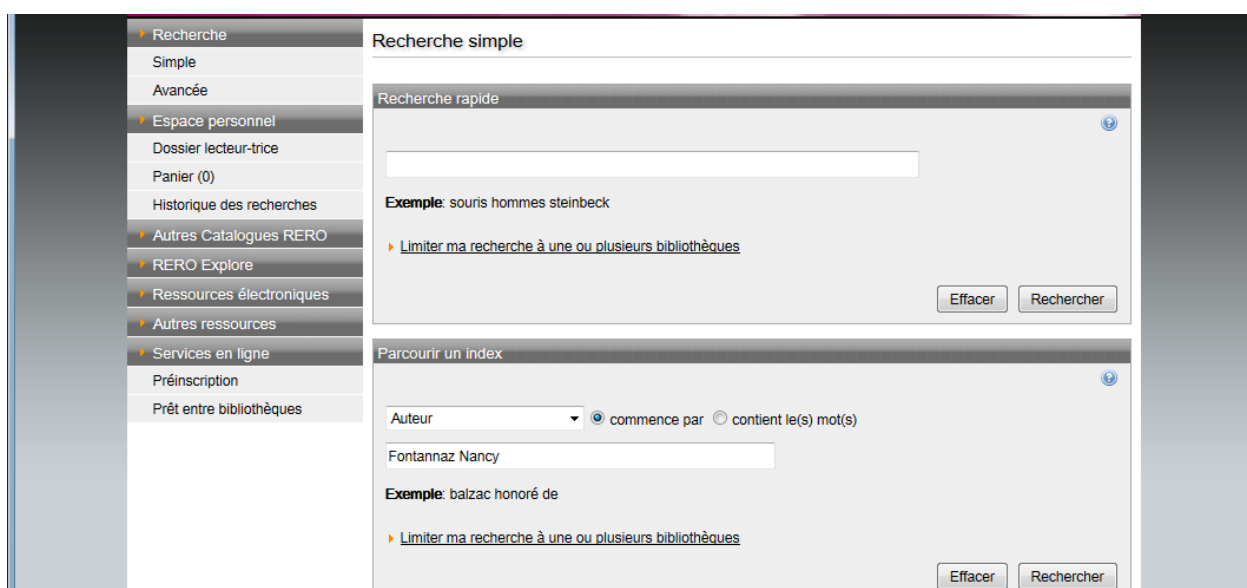 Recherche
Simple
Avancée
Espace personnel
Dossier lecteur-trice
Panier (0)
Historique des recherches
Autres Catalogues RERO
RERO Explore
Ressources électroniques
Autres ressources
Services en ligne
Préinscription
Prêt entre bibliothèques
Recherche simple
Recherche rapide
Exemple: souris hommes steinbeck
Limiter ma recherche à une ou plusieurs bibliothèques
Effacer Rechercher
Parcourir un index
Auteur commence par contient le(s) mot(s)
Fontannaz Nancy
Exemple: balzac honoré de
Limiter ma recherche à une ou plusieurs bibliothèques
Effacer Rechercher